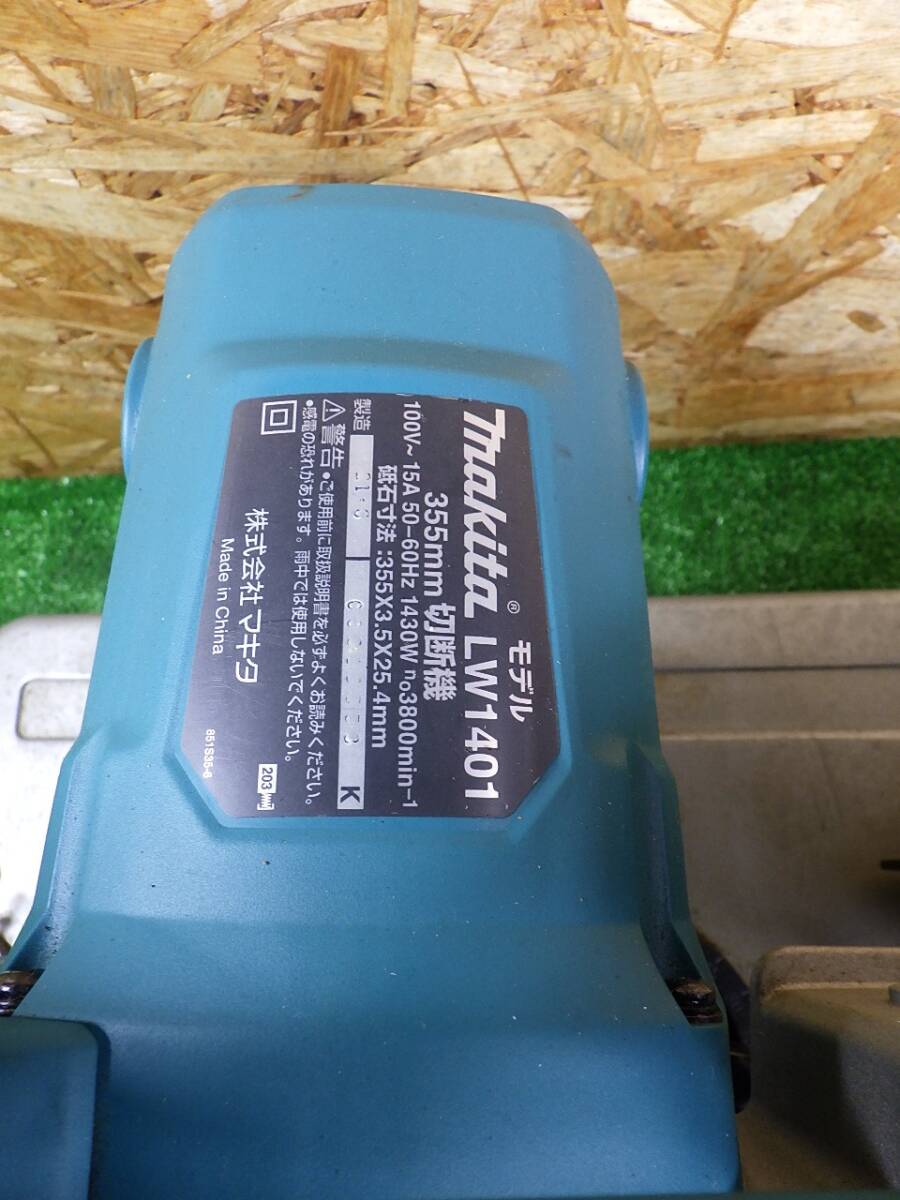 モデル
makita® LW1401
355mm 切断機
100V~ 15A 50-60Hz 1430W n₀3800min-1
砥石寸法:355X3.5X25.4mm
製造 K
⚠警告 •ご使用前に取扱説明書を必ずよくお読みください。
•感電の恐れがあります。雨中では使用しないでください。
203
株式会社 マキタ
Made in China
851S35-6